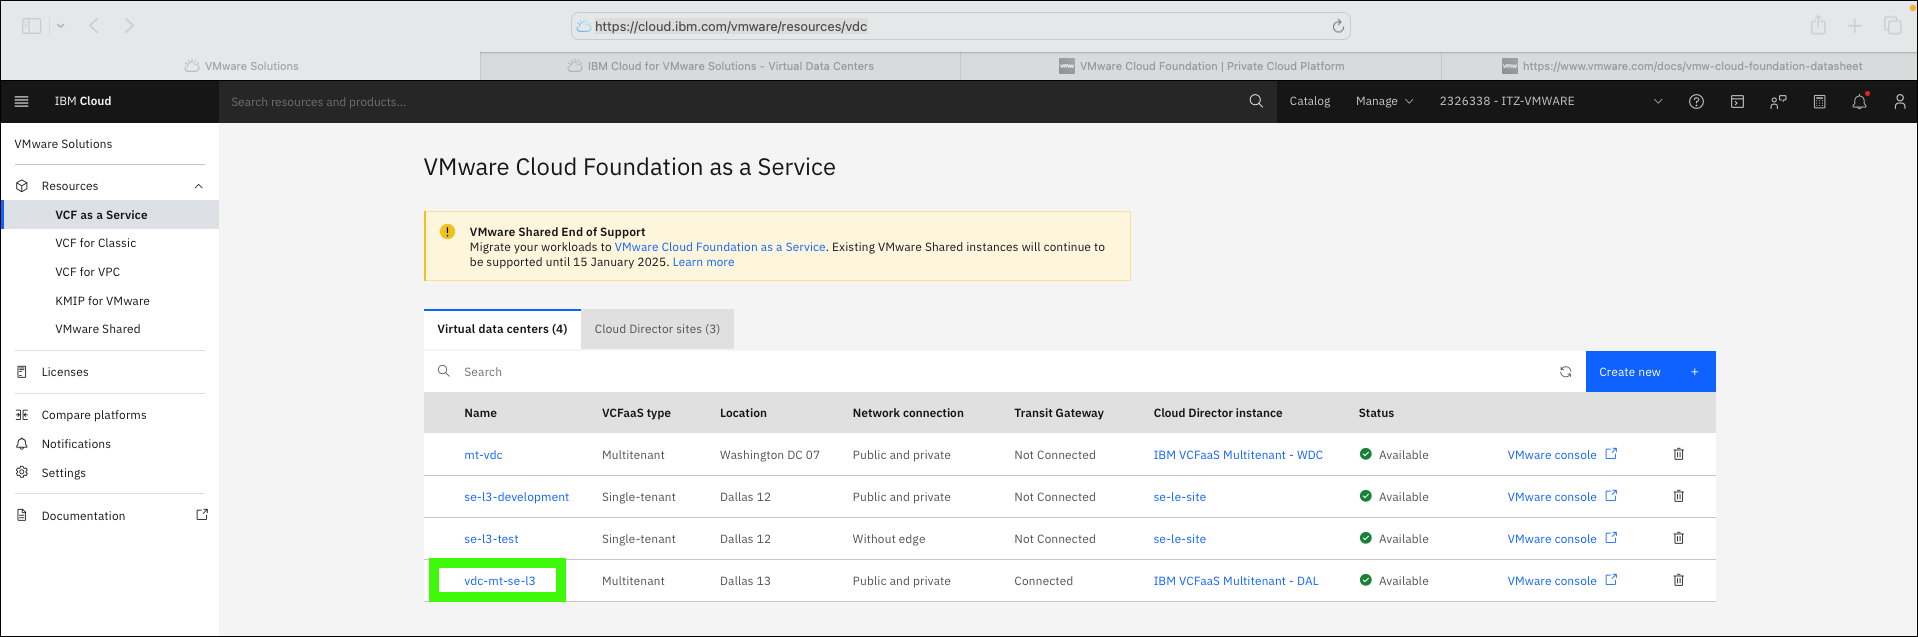 https://cloud.ibm.com/vmware/resources/vdc
VMware Solutions
IBM Cloud for VMware Solutions - Virtual Data Centers
VMware Cloud Foundation | Private Cloud Platform
https://www.vmware.com/docs/vmw-cloud-foundation-datasheet
IBM Cloud
Search resources and products...
Catalog
Manage
2326338 - ITZ-VMWARE
VMware Solutions
Resources
VCF as a Service
VCF for Classic
VCF for VPC
KMIP for VMware
VMware Shared
Licenses
Compare platforms
Notifications
Settings
Documentation
VMware Cloud Foundation as a Service
VMware Shared End of Support
Migrate your workloads to VMware Cloud Foundation as a Service. Existing VMware Shared instances will continue to
be supported until 15 January 2025. Learn more
Virtual data centers (4)
Cloud Director sites (3)
Search
Create new +
Name VCFaaS type Location Network connection Transit Gateway Cloud Director instance Status
mt-vdc Multitenant Washington DC 07 Public and private Not Connected IBM VCFaaS Multitenant - WDC Available VMware console
se-l3-development Single-tenant Dallas 12 Public and private Not Connected se-le-site Available VMware console
se-l3-test Single-tenant Dallas 12 Without edge Not Connected se-le-site Available VMware console
vdc-mt-se-l3 Multitenant Dallas 13 Public and private Connected IBM VCFaaS Multitenant - DAL Available VMware console